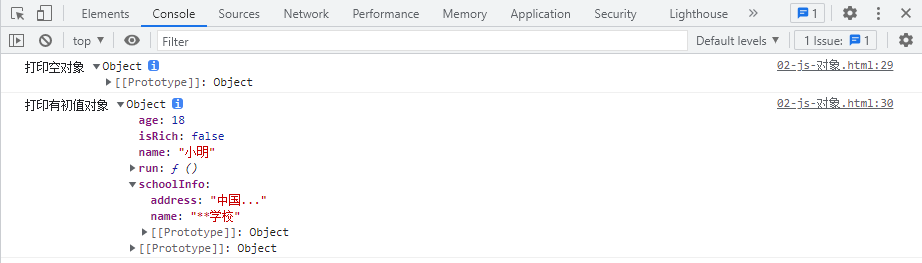 Elements Console Sources Network Performance Memory Application Security Lighthouse » 1
top Filter Default levels 1 Issue: 1
打印空对象 Object i 02-js-对象.html:29
[[Prototype]]: Object
打印有初值对象 Object i 02-js-对象.html:30
age: 18
isRich: false
name: "小明"
run: ƒ ()
schoolInfo:
address: "中国..."
name: "**学校"
[[Prototype]]: Object
[[Prototype]]: Object